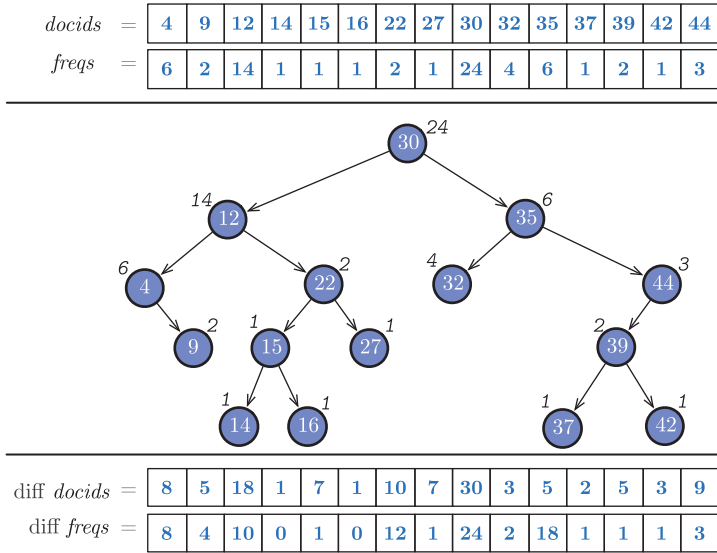 docids = 4 9 12 14 15 16 22 27 30 32 35 37 39 42 44
freqs = 6 2 14 1 1 1 2 1 24 4 6 1 2 1 3
30 24
14 12 35 6
6 4 22 2 4 32 44 3
9 2 1 15 27 1 2 39
1 14 16 1 1 37 42 1
diff docids = 8 5 18 1 7 1 10 7 30 3 5 2 5 3 9
diff freqs = 8 4 10 0 1 0 12 1 24 2 18 1 1 1 3